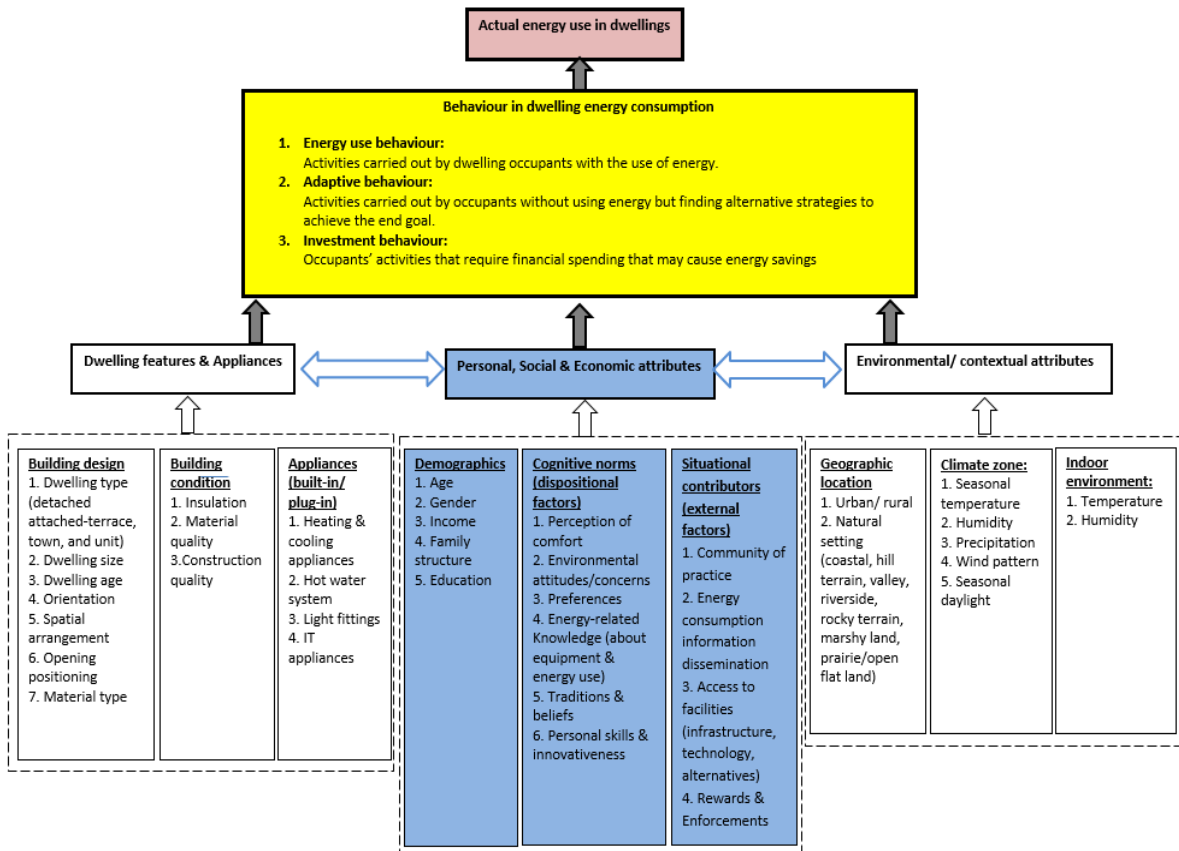 Actual energy use in dwellings
Behaviour in dwelling energy consumption
1. Energy use behaviour:
Activities carried out by dwelling occupants with the use of energy.
2. Adaptive behaviour:
Activities carried out by occupants without using energy but finding alternative strategies to
achieve the end goal.
3. Investment behaviour:
Occupants' activities that require financial spending that may cause energy savings
Dwelling features & Appliances
Personal, Social & Economic attributes
Environmental/ contextual attributes
Building design
1. Dwelling type
(detached
attached-terrace,
town, and unit)
2. Dwelling size
3. Dwelling age
4. Orientation
5. Spatial
arrangement
6. Opening
positioning
7. Material type
Building
condition
1. Insulation
2. Material
quality
3.Construction
quality
Appliances
(built-in/
plug-in)
1. Heating &
cooling
appliances
2. Hot water
system
3. Light fittings
4. IT
appliances
Demographics
1. Age
2. Gender
3. Income
4. Family
structure
5. Education
Cognitive norms
(dispositional
factors)
1. Perception of
comfort
2. Environmental
attitudes/concerns
3. Preferences
4. Energy-related
Knowledge (about
equipment &
energy use)
5. Traditions &
beliefs
6. Personal skills &
innovativeness
Situational
contributors
(external
factors)
1. Community of
practice
2. Energy
consumption
information
dissemination
3. Access to
facilities
(infrastructure,
technology,
alternatives)
4. Rewards &
Enforcements
Geographic
location
1. Urban/ rural
2. Natural
setting
(coastal, hill
terrain, valley,
riverside,
rocky terrain,
marshy land,
prairie/open
flat land)
Climate zone:
1. Seasonal
temperature
2. Humidity
3. Precipitation
4. Wind pattern
5. Seasonal
daylight
Indoor
environment:
1. Temperature
2. Humidity